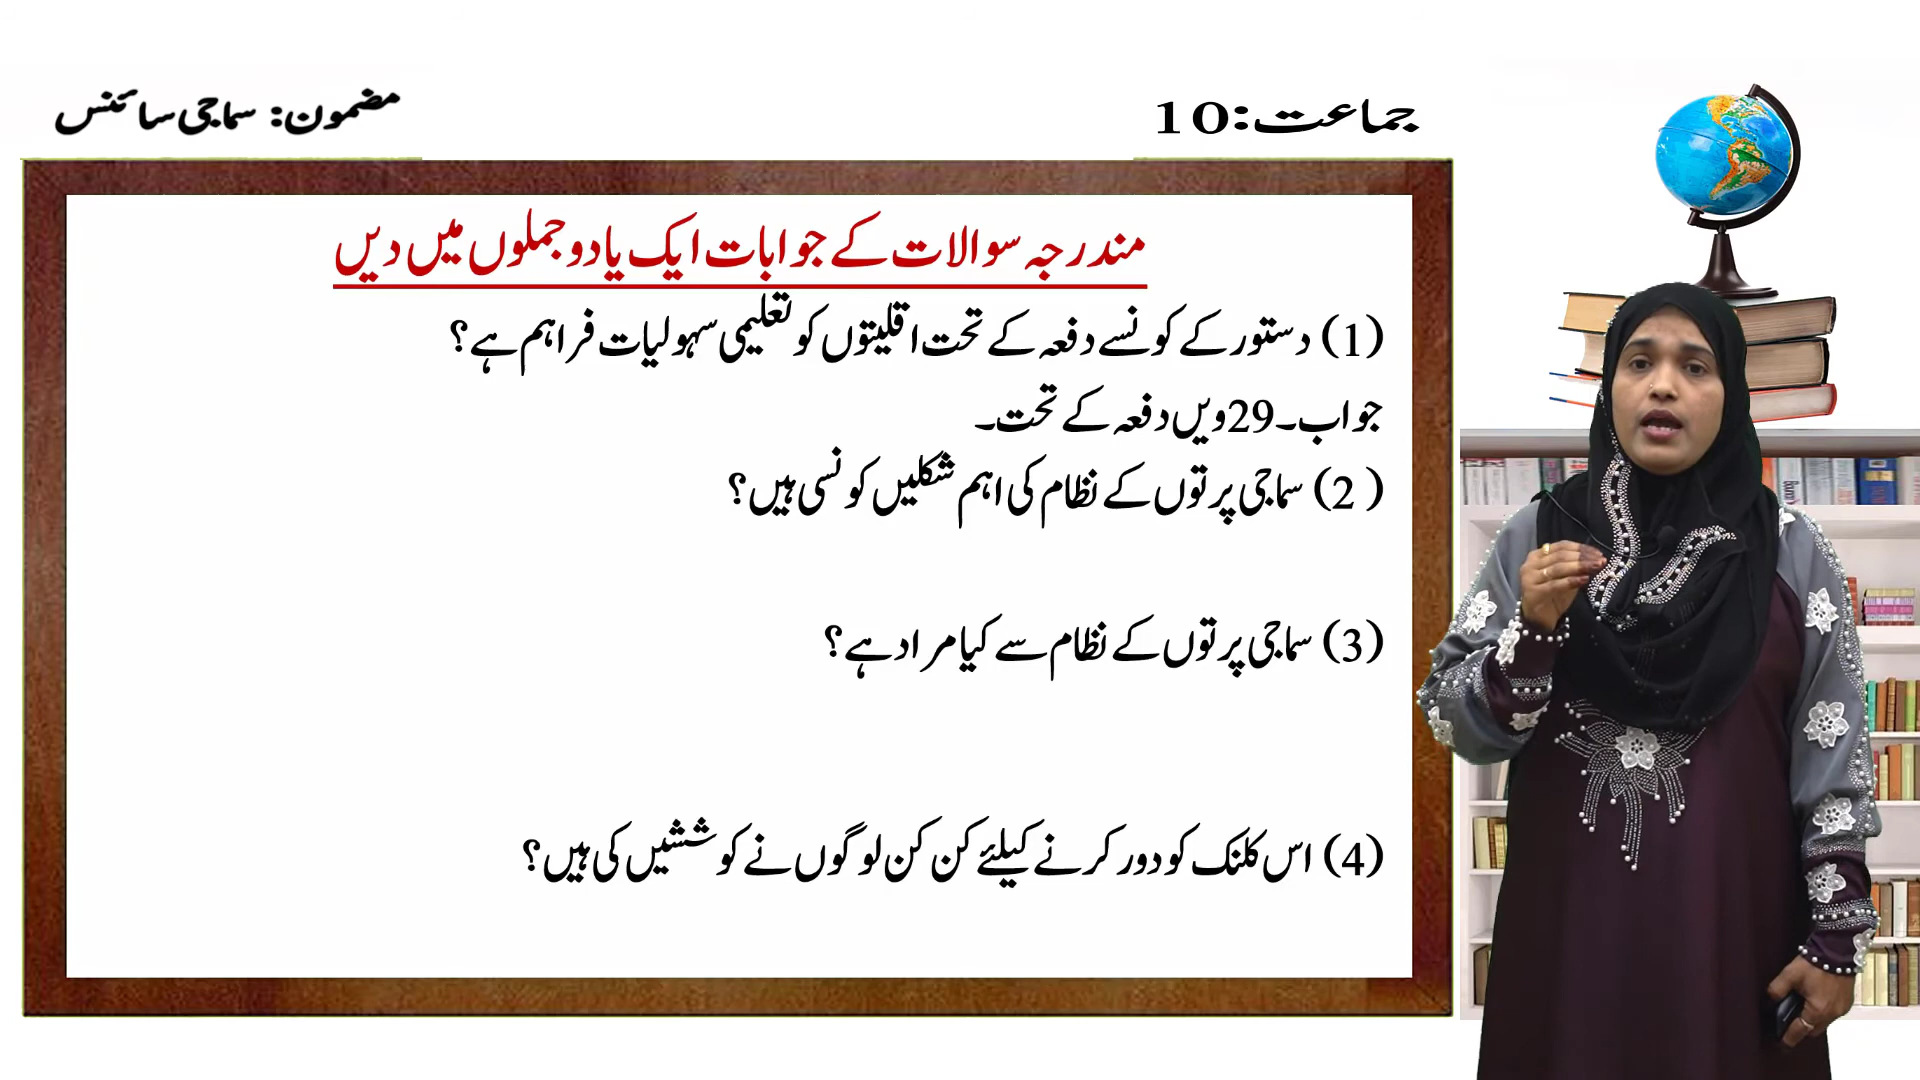 جماعت:10
مضمون: سماجی سائنس
مندرجہ سوالات کے جوابات ایک یا دو جملوں میں دیں
(1) دستور کے کونسے دفعہ کے تحت اقلیتوں کو تعلیمی سہولیات فراہم ہے؟
جواب۔29ویں دفعہ کے تحت۔
( 2) سماجی پرتوں کے نظام کی اہم شکلیں کونسی ہیں؟
(3) سماجی پرتوں کے نظام سے کیا مراد ہے؟
(4) اس کلنک کو دور کرنے کیلئے کن کن لوگوں نے کوششیں کی ہیں؟